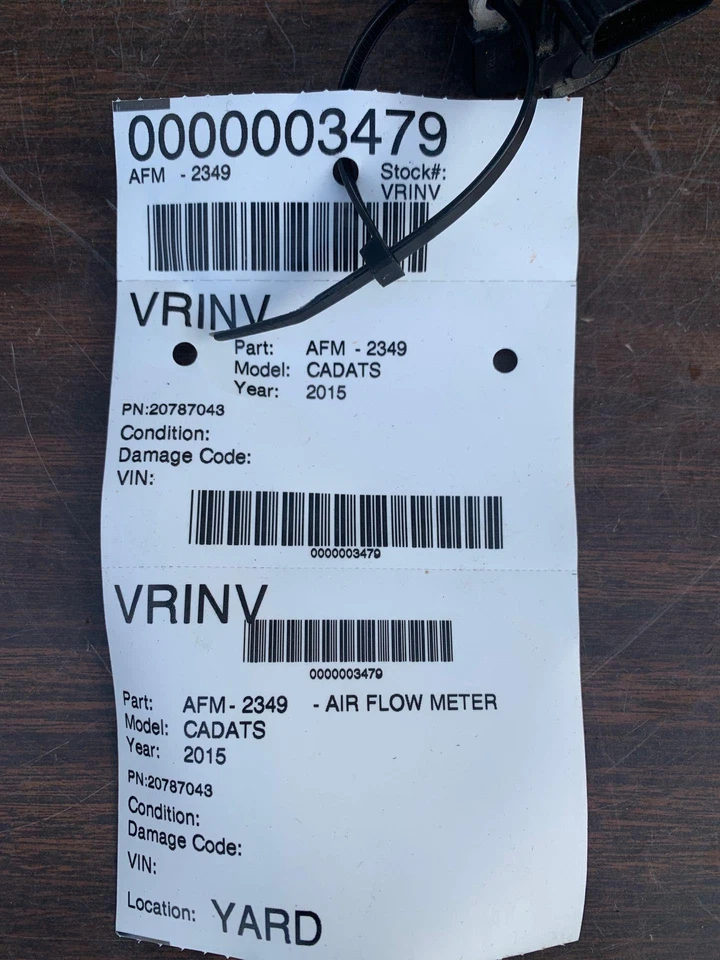 0000003479
AFM - 2349
Stock#:
VRINV
VRINV
Part: AFM - 2349
Model: CADATS
Year: 2015
PN:20787043
Condition:
Damage Code:
VIN:
0000003479
VRINV
0000003479
Part: AFM - 2349 - AIR FLOW METER
Model: CADATS
Year: 2015
PN:20787043
Condition:
Damage Code:
VIN:
Location: YARD